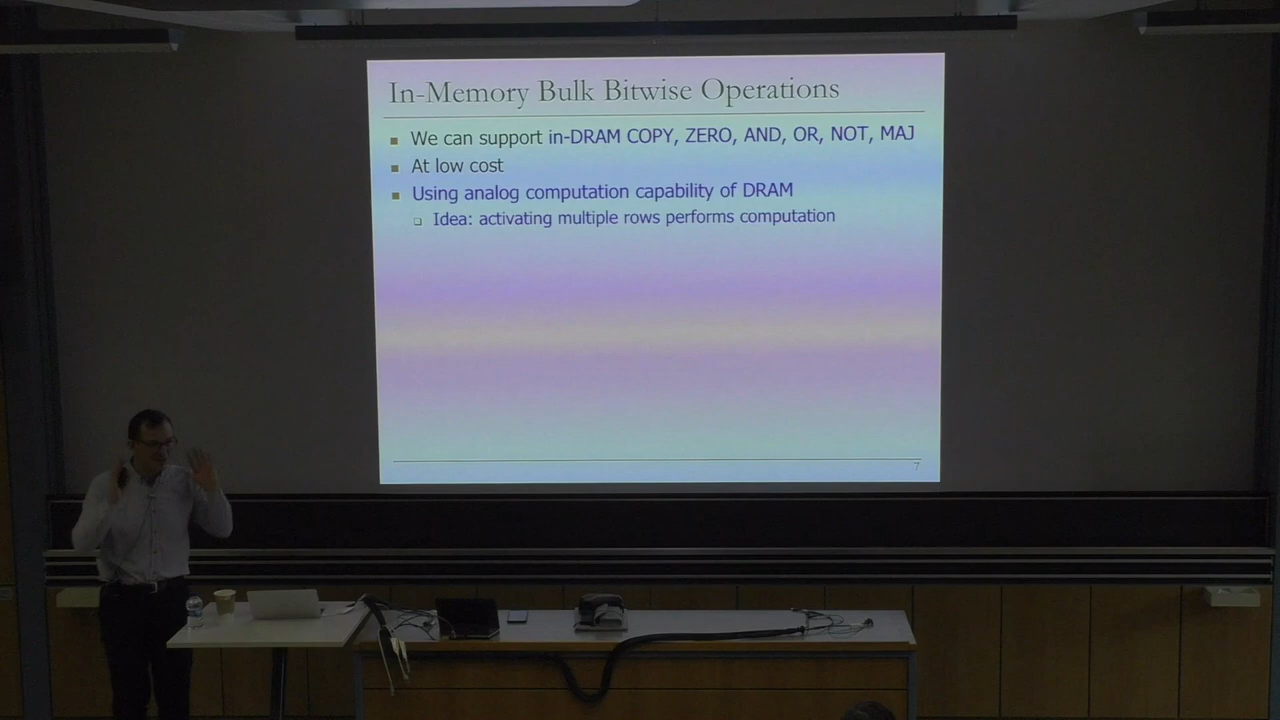 In-Memory Bulk Bitwise Operations
We can support in-DRAM COPY, ZERO, AND, OR, NOT, MAJ
At low cost
Using analog computation capability of DRAM
Idea: activating multiple rows performs computation
7